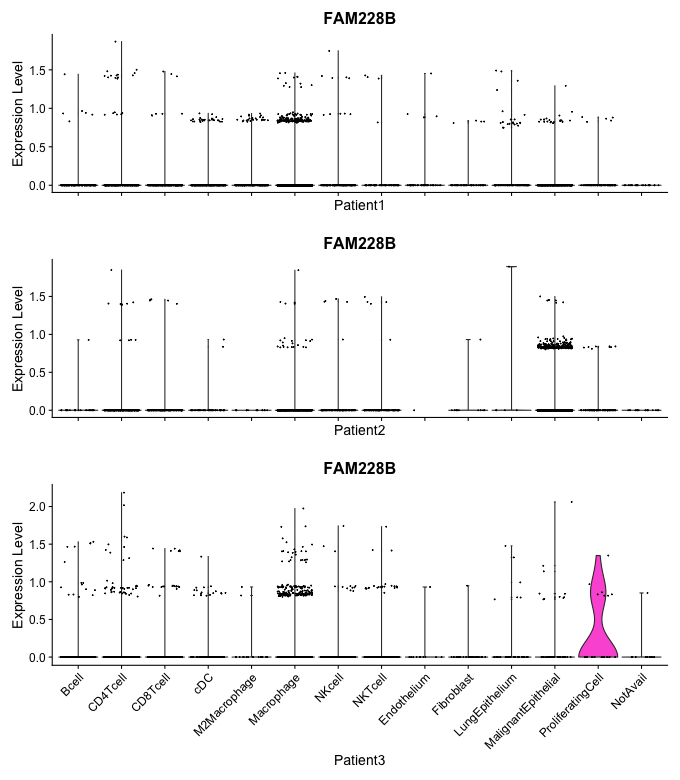 FAM228B
Expression Level
1.5
1.0
0.5
0.0
Patient1
FAM228B
Expression Level
1.5
1.0
0.5
0.0
Patient2
FAM228B
Expression Level
2.0
1.5
1.0
0.5
0.0
Bcell
CD4Tcell
CD8Tcell
cDC
M2Macrophage
Macrophage
NKcell
NKTcell
Endothelium
Fibroblast
LungEpithelium
MalignantEpithelial
ProliferatingCell
NotAvail
Patient3